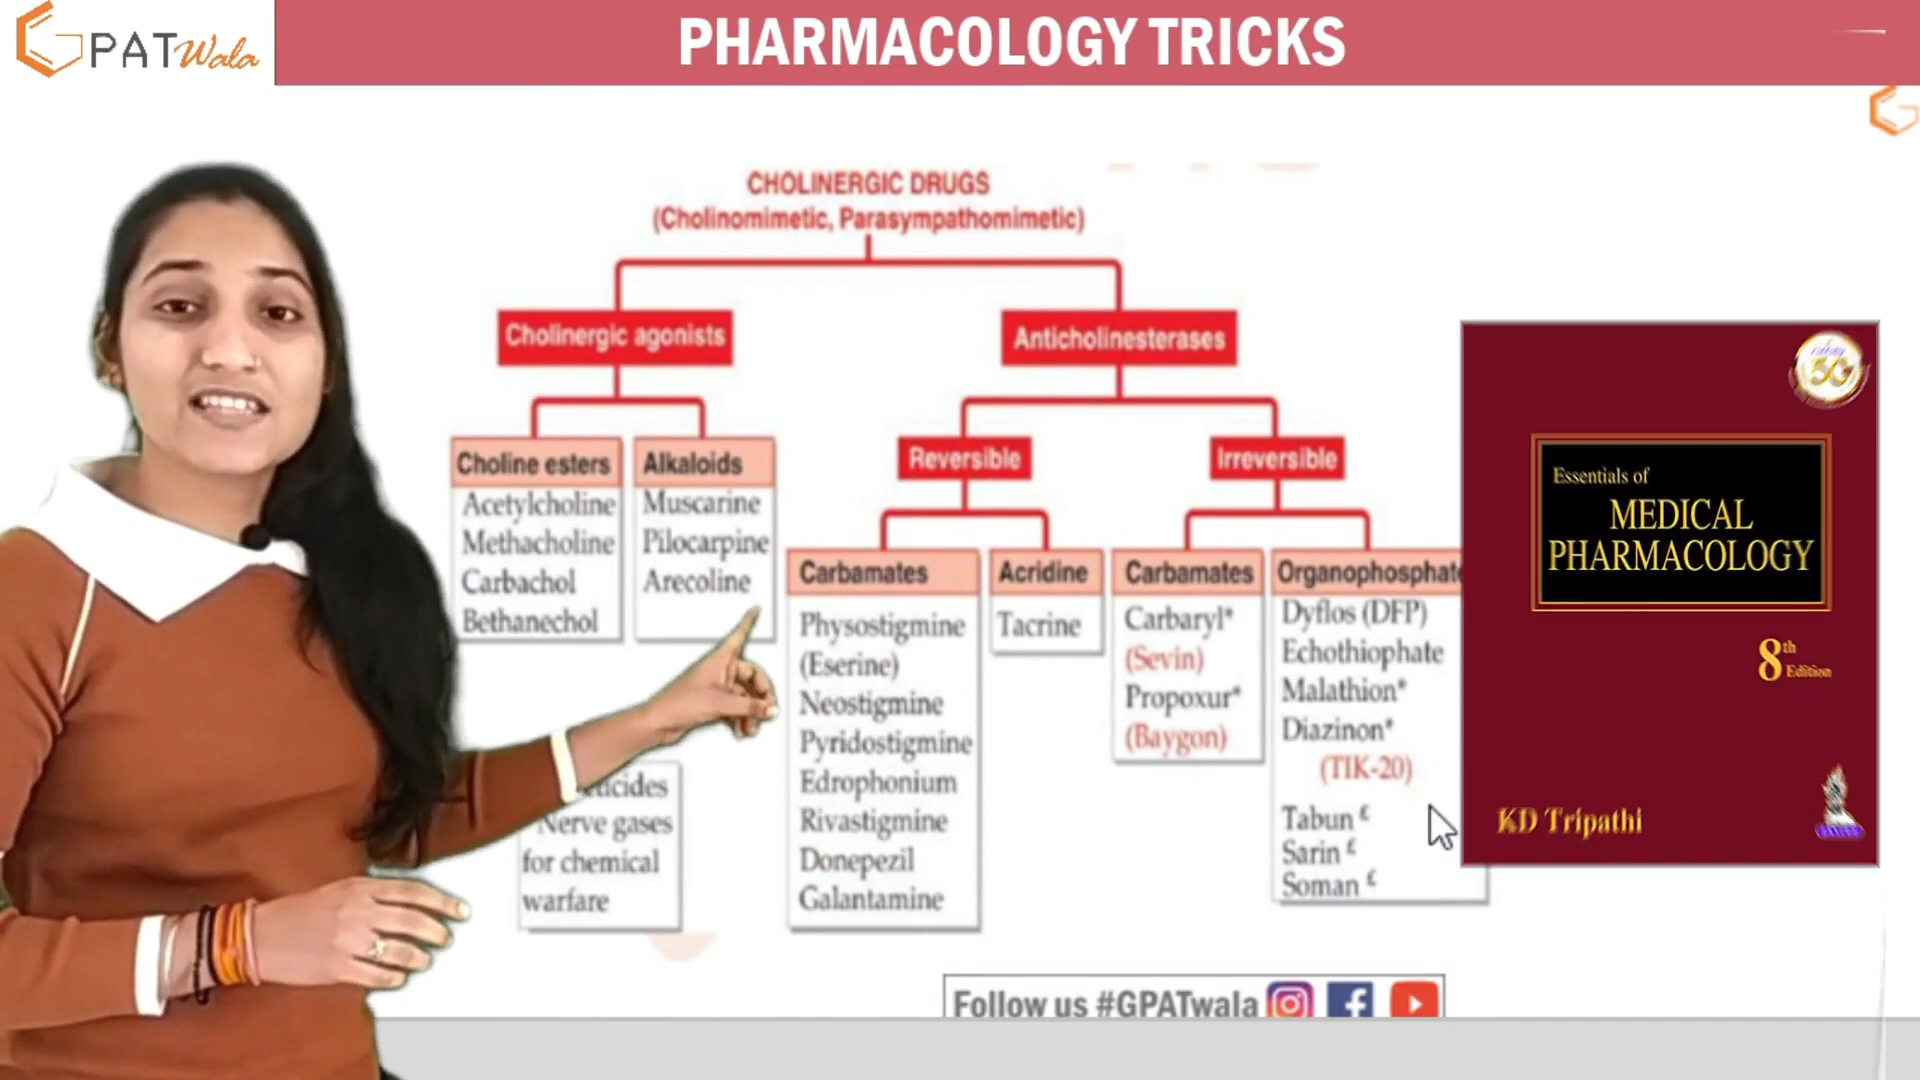 GPATWala
PHARMACOLOGY TRICKS
CHOLINERGIC DRUGS
(Cholinomimetic, Parasympathomimetic)
Cholinergic agonists
Anticholinesterases
Choline esters
Acetylcholine
Methacholine
Carbachol
Bethanechol
Alkaloids
Muscarine
Pilocarpine
Arecoline
Reversible
Irreversible
Carbamates
Physostigmine
(Eserine)
Neostigmine
Pyridostigmine
Edrophonium
Rivastigmine
Donepezil
Galantamine
Acridine
Tacrine
Carbamates
Carbaryl*
(Sevin)
Propoxur*
(Baygon)
Organophosphate
Dyflos (DFP)
Echothiophate
Malathion*
Diazinon*
(TIK-20)
Tabun £
Sarin £
Soman £
Nerve gases
for chemical
warfare
30
Essentials of
MEDICAL
PHARMACOLOGY
8th
Edition
KD Tripathi
Follow us #GPATwala